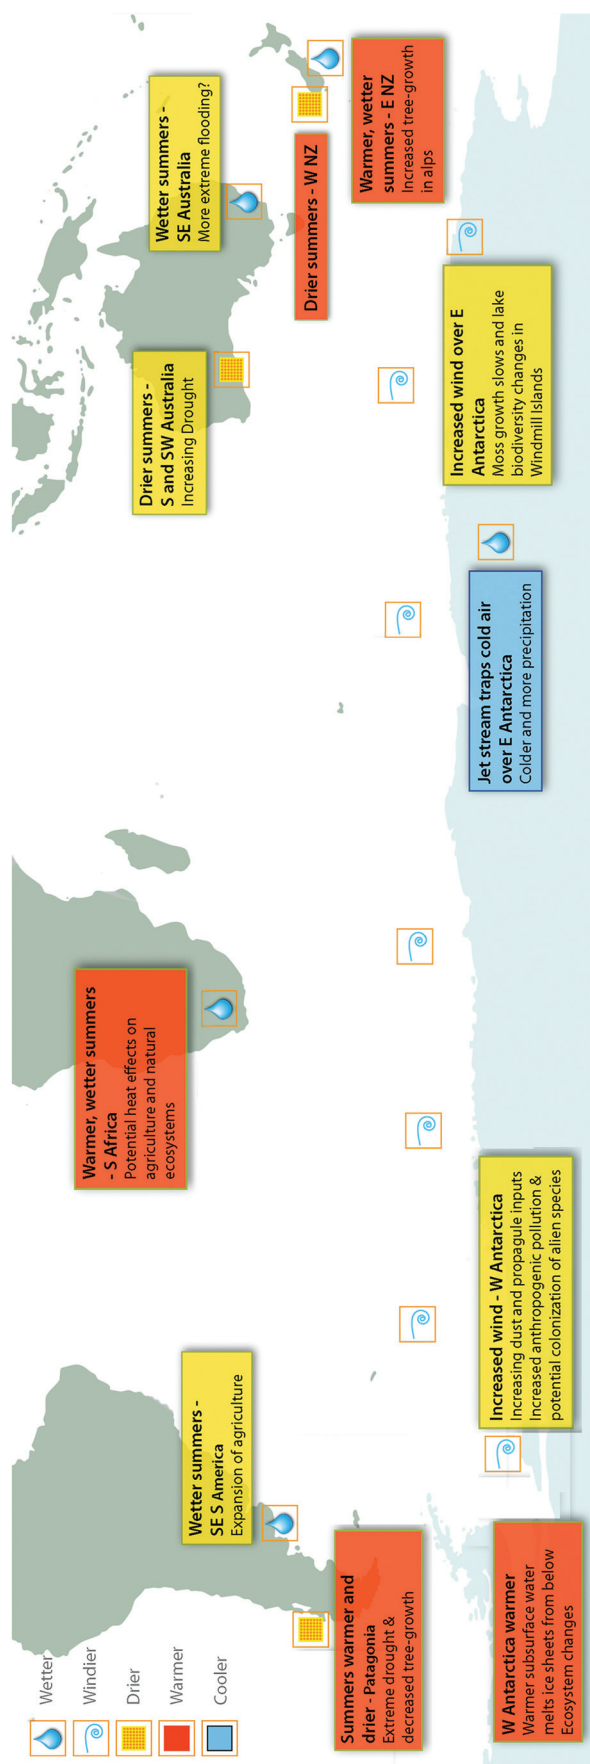 Wetter
Windier
Drier
Warmer
Cooler
Summers warmer and
drier - Patagonia
Extreme drought &
decreased tree-growth
W Antarctica warmer
Warmer subsurface water
melts ice sheets from below
Ecosystem changes
Wetter summers -
SE S America
Expansion of agriculture
Increased wind - W Antarctica
Increasing dust and propagule inputs
Increased anthropogenic pollution &
potential colonization of alien species
Warmer, wetter summers
- S Africa
Potential heat effects on
agriculture and natural
ecosystems
Jet stream traps cold air
over E Antarctica
Colder and more precipitation
Drier summers -
S and SW Australia
Increasing Drought
Increased wind over E
Antarctica
Moss growth slows and lake
biodiversity changes in
Windmill Islands
Wetter summers -
SE Australia
More extreme flooding?
Drier summers - W NZ
Warmer, wetter
summers - E NZ
Increased tree-growth
in alps